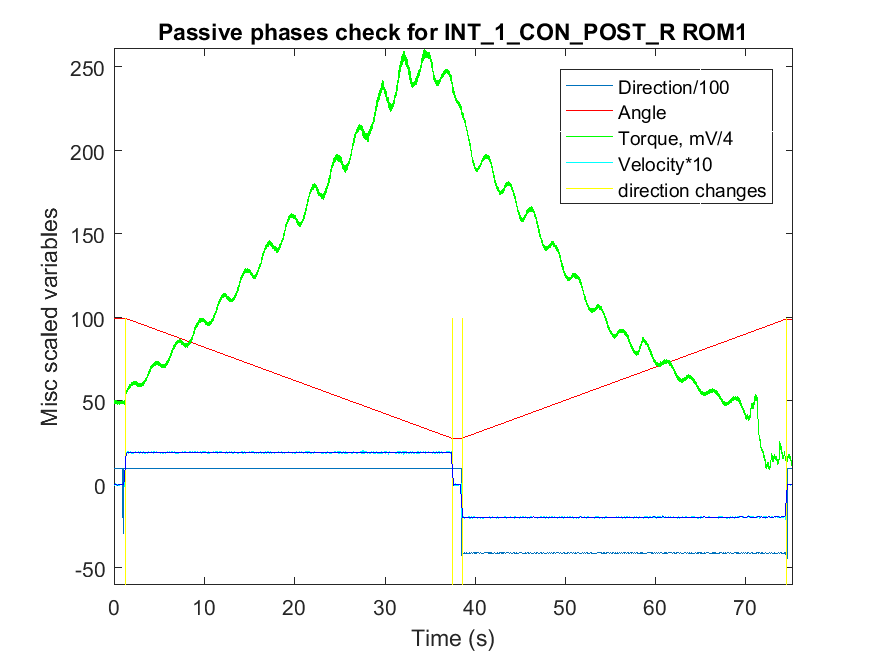 Passive phases check for INT_1_CON_POST_R ROM1
Misc scaled variables
250
200
150
100
50
0
-50
Direction/100
Angle
Torque, mV/4
Velocity*10
direction changes
0 10 20 30 40 50 60 70
Time (s)